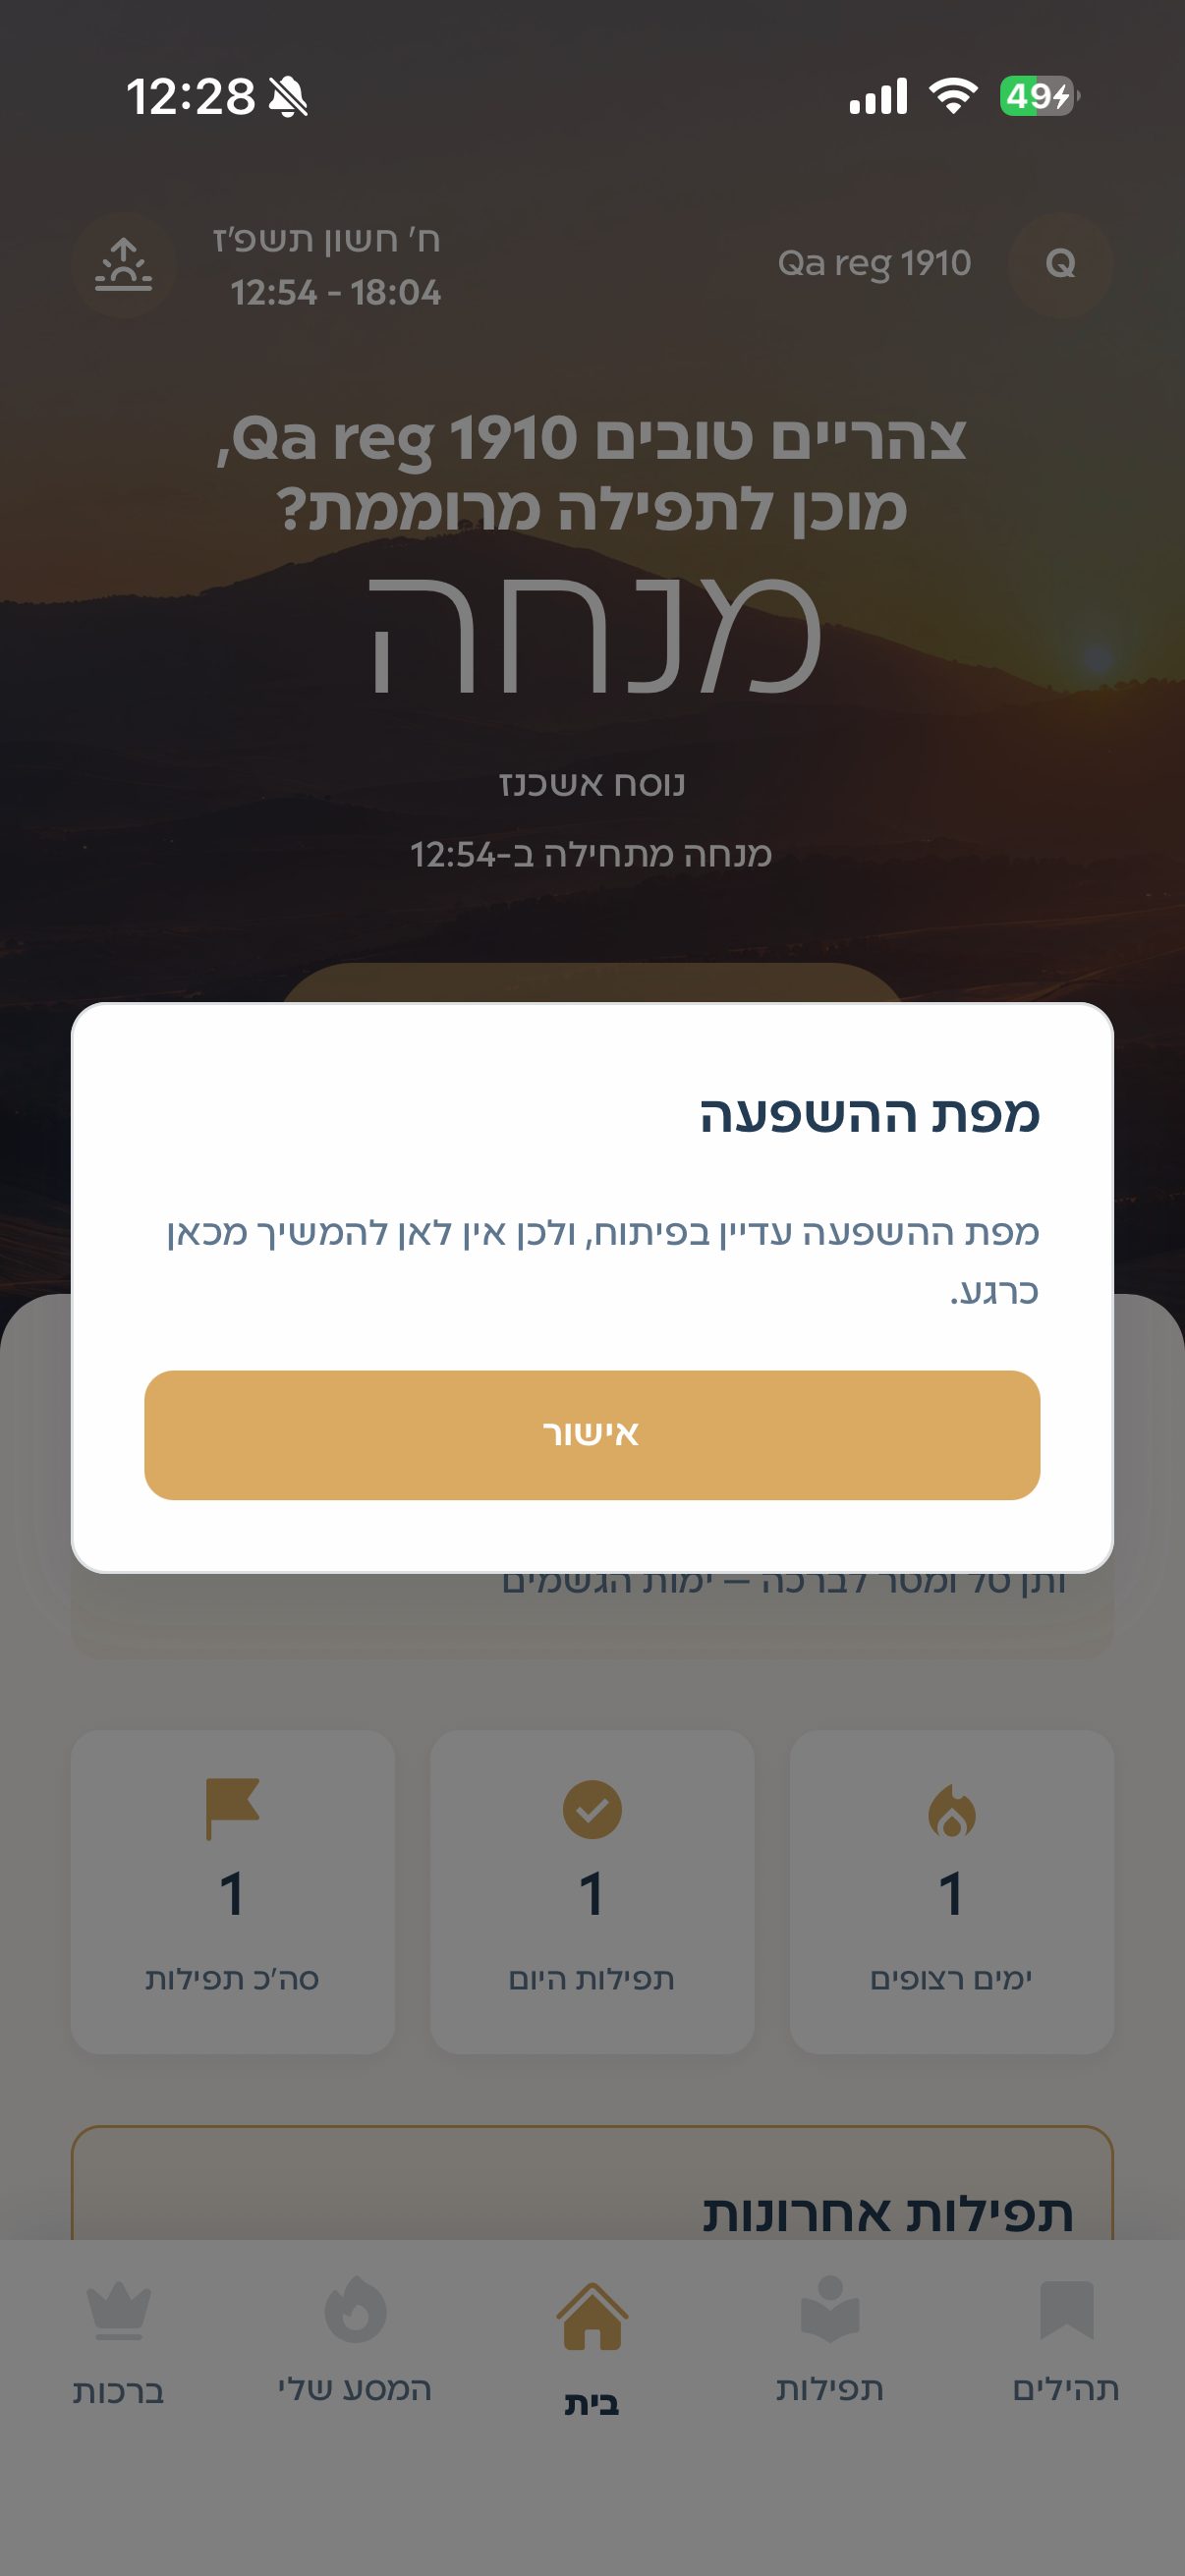 12:28
49
Q
Qa reg 1910
ח' חשון תשפ'ז
12:54 - 18:04
צהריים טובים Qa reg 1910,
מוכן לתפילה מרוממת?
מנחה
נוסח אשכנז
מנחה מתחילה ב-12:54
מפת ההשפעה
מפת ההשפעה עדיין בפיתוח, ולכן אין לאן להמשיך מכאן
כרגע.
אישור
ותן טל ומטר לברכה – ימות הגשמים
1
ימים רצופים
1
תפילות היום
1
סה'כ תפילות
תפילות אחרונות
תהילים
תפילות
בית
המסע שלי
ברכות